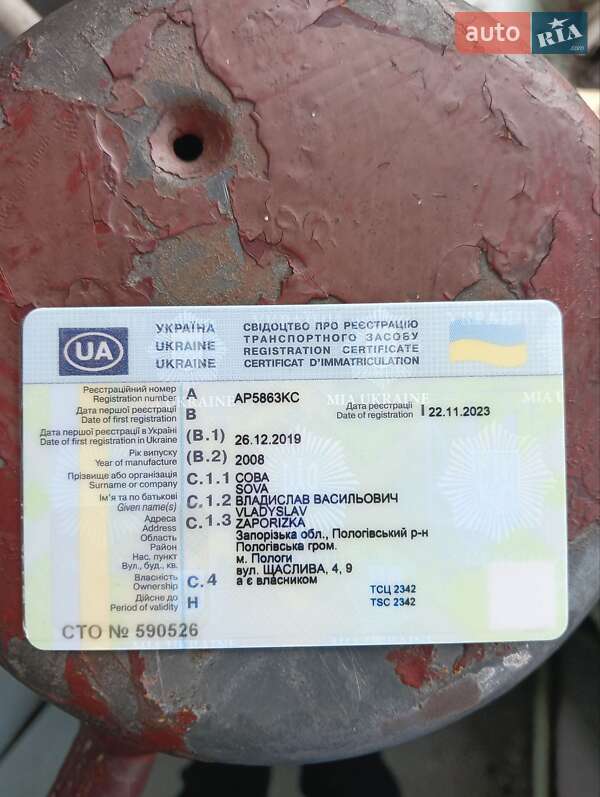 auto RIA .com
УКРАЇНА СВІДОЦТВО ПРО РЕЄСТРАЦІЮ
ТРАНСПОРТНОГО ЗАСОБУ
UKRAINE REGISTRATION CERTIFICATE
UKRAINE CERTIFICAT D'IMMATRICULATION
UA
Реєстраційний номер
Registration number A AP5863KC
Дата першої реєстрації
Date of first registration B
Дата реєстрації
Date of registration I 22.11.2023
Дата першої реєстрації в Україні
Date of first registration in Ukraine (B.1) 26.12.2019
Рік випуску
Year of manufacture (B.2) 2008
Прізвище або організація
Surname or company C.1.1 СОВА
SOVA
Ім'я та по батькові
Given name(s) C.1.2 ВЛАДИСЛАВ ВАСИЛЬОВИЧ
VLADYSLAV
Адреса
Address C.1.3 ZAPORIZKA
Область Запорізька обл., Пологівський р-н
Район Пологівська гром.
Нас. пункт м. Пологи
Вул., буд., кв. вул. ЩАСЛИВА, 4, 9
Власність
Ownership C.4 а є власником
Дійсне до
Period of validity H
ТСЦ 2342
TSC 2342
СТО № 590526
MIA UKRAINE